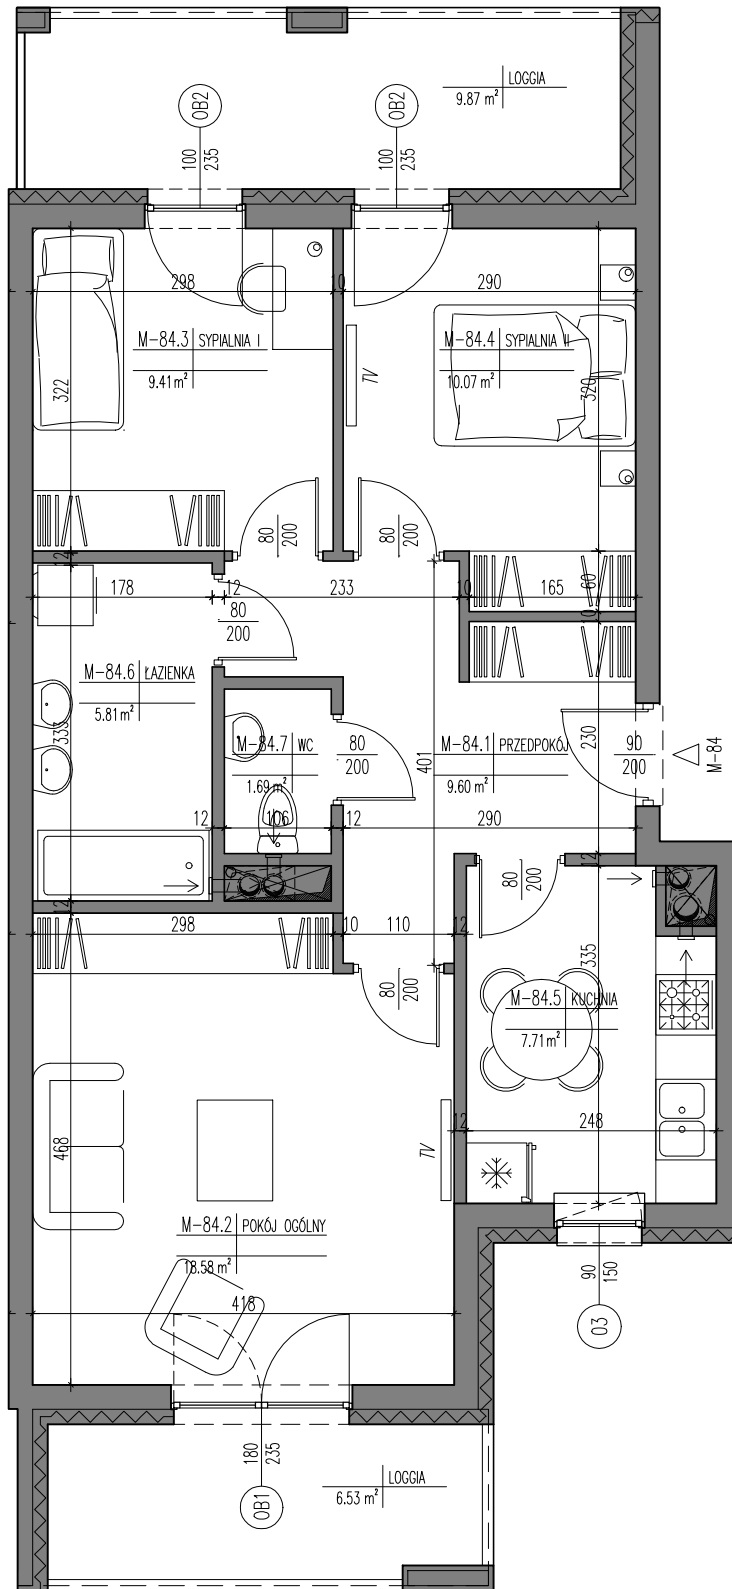 LOGGIA
9.87 m²
OB2
OB2
100
235
100
235
298
10
290
M-84.3 SYPIALNIA I
9.41 m²
M-84.4 SYPIALNIA II
10.07 m²
TV
322
320
80
200
80
200
12
178
12
233
10
165
60
10
80
200
M-84.6 ŁAZIENKA
5.81 m²
333
M-84.7 WC
1.69 m²
80
200
401
M-84.1 PRZEDPOKÓJ
9.60 m²
230
90
200
M-84
12
106
12
290
12
80
200
12
298
10
110
12
80
200
335
M-84.5 KUCHNIA
7.71 m²
468
TV
12
248
M-84.2 POKÓJ OGÓLNY
18.58 m²
418
90
150
O3
180
235
OB1
LOGGIA
6.53 m²